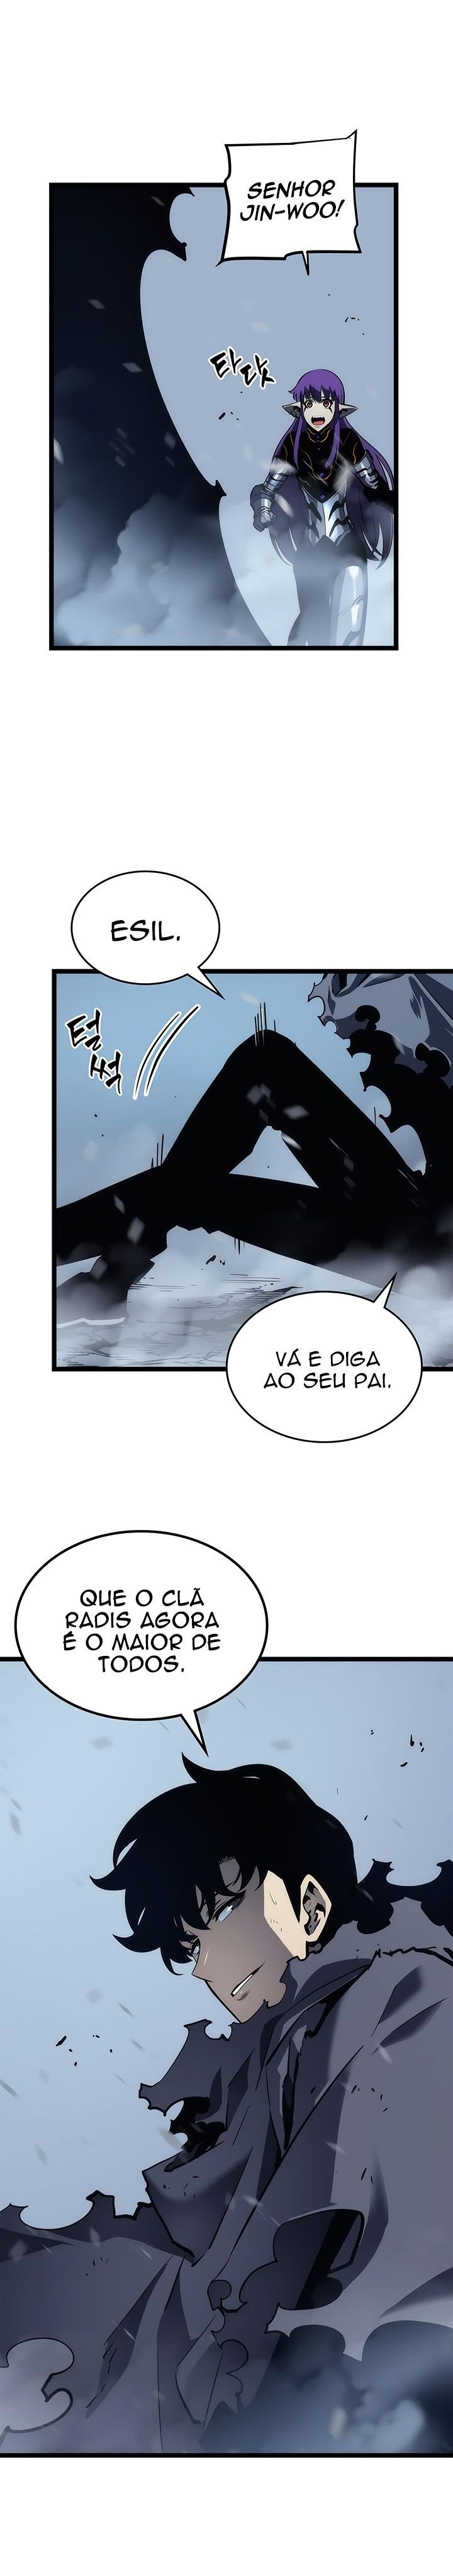 SENHOR
JIN-WOO!
타닷
ESIL.
털썩
VÁ E DIGA
AO SEU PAI.
QUE O CLÃ
RADIS AGORA
É O MAIOR DE
TODOS.